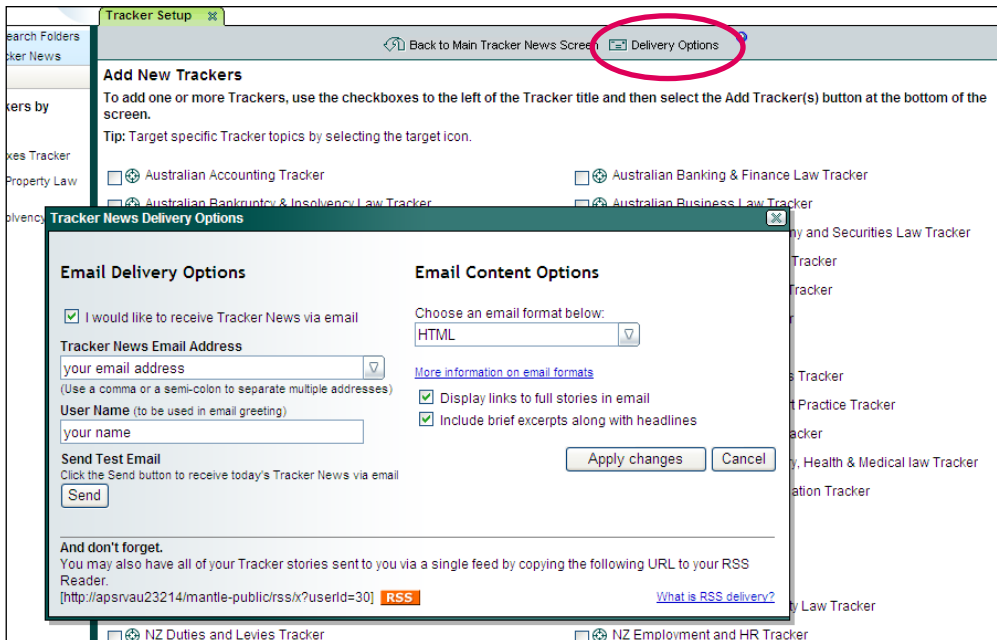 Tracker Setup
earch Folders
cker News
Back to Main Tracker News Screen Delivery Options
Add New Trackers
kers by
To add one or more Trackers, use the checkboxes to the left of the Tracker title and then select the Add Tracker(s) button at the bottom of the
screen.
Tip: Target specific Tracker topics by selecting the target icon.
xes Tracker
Property Law
olvency
Australian Accounting Tracker
Australian Banking & Finance Law Tracker
Australian Bankruptcy & Insolvency Law Tracker
Australian Business Law Tracker
ny and Securities Law Tracker
Tracker
Tracker
r
s Tracker
t Practice Tracker
acker
y, Health & Medical law Tracker
ation Tracker
ty Law Tracker
Tracker News Delivery Options
Email Delivery Options
I would like to receive Tracker News via email
Tracker News Email Address
your email address
(Use a comma or a semi-colon to separate multiple addresses)
User Name (to be used in email greeting)
your name
Send Test Email
Click the Send button to receive today's Tracker News via email
Send
Email Content Options
Choose an email format below:
HTML
More information on email formats
Display links to full stories in email
Include brief excerpts along with headlines
Apply changes Cancel
And don't forget.
You may also have all of your Tracker stories sent to you via a single feed by copying the following URL to your RSS
Reader.
[http://apsrvau23214/mantle-public/rss/x?userId=30] RSS
What is RSS delivery?
NZ Duties and Levies Tracker
NZ Employment and HR Tracker